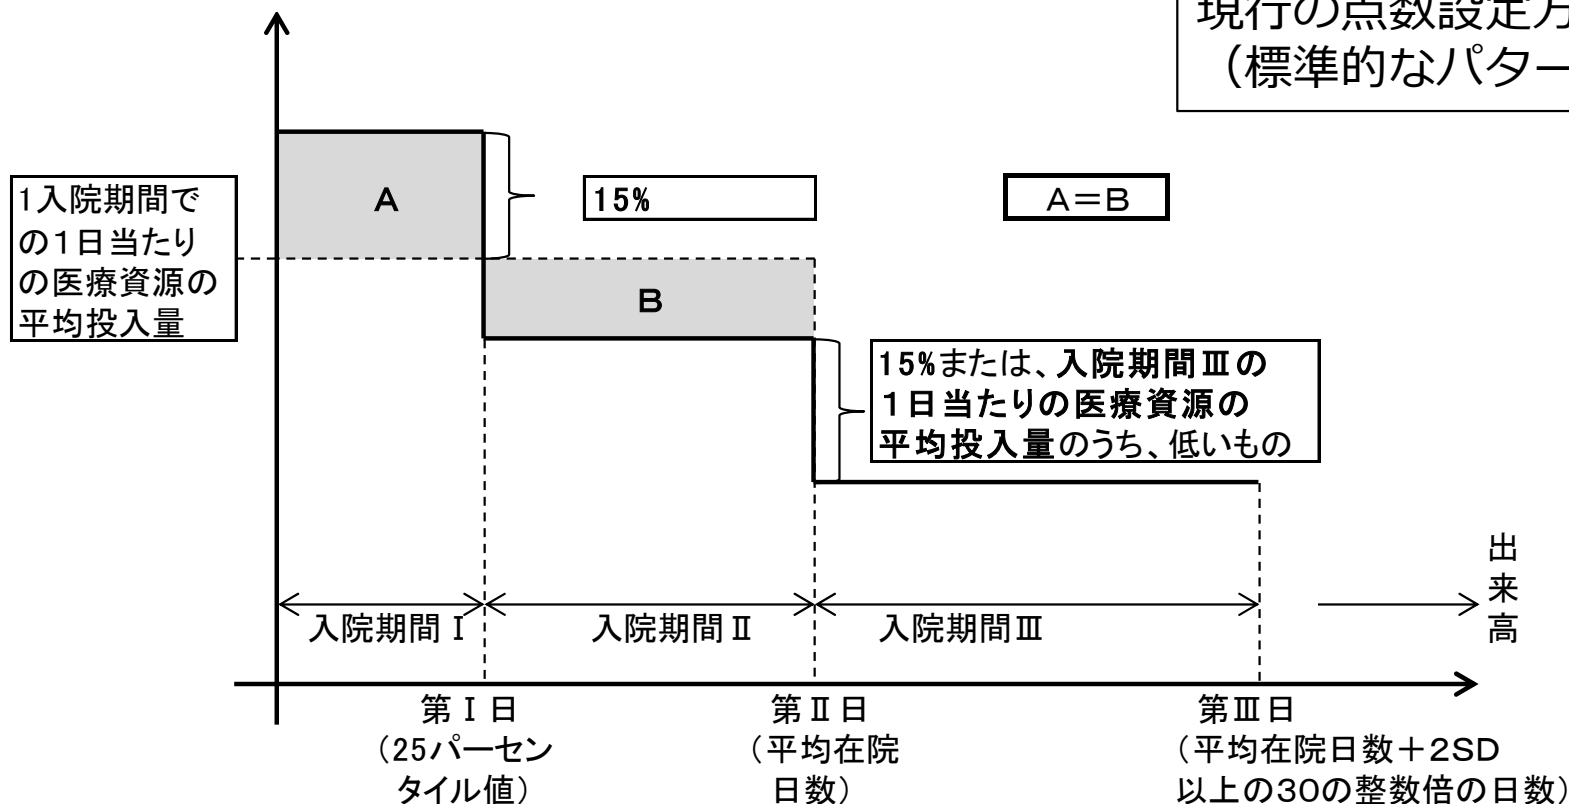 現行の点数設定方
（標準的なパター
1入院期間で
の１日当たり
の医療資源の
平均投入量
A
15%
A＝B
B
15%または、入院期間Ⅲの
１日当たりの医療資源の
平均投入量のうち、低いもの
出来高
入院期間Ⅰ
入院期間Ⅱ
入院期間Ⅲ
第Ⅰ日
（25パーセン
タイル値）
第Ⅱ日
（平均在院
日数）
第Ⅲ日
（平均在院日数＋2SD
以上の30の整数倍の日数）